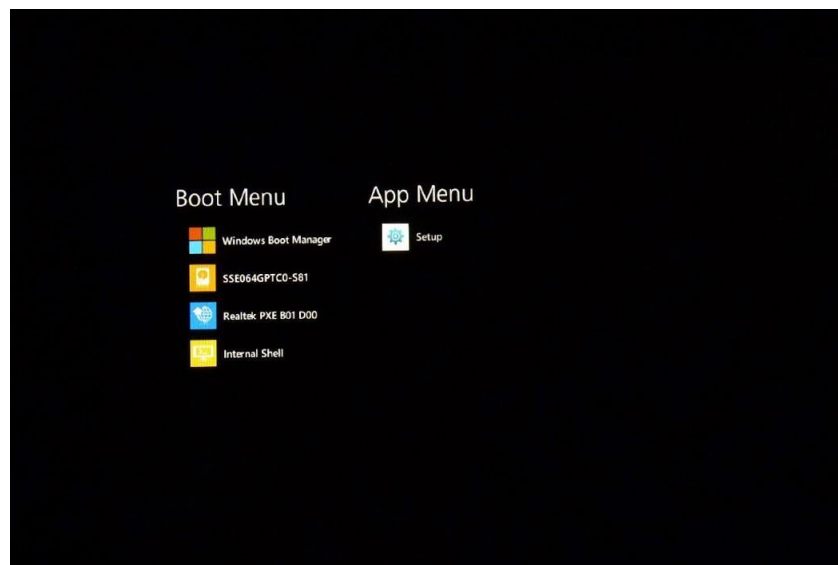 Boot Menu
Windows Boot Manager
SSE064GPTC0-S81
Realtek PXE B01 D00
Internal Shell
App Menu
Setup